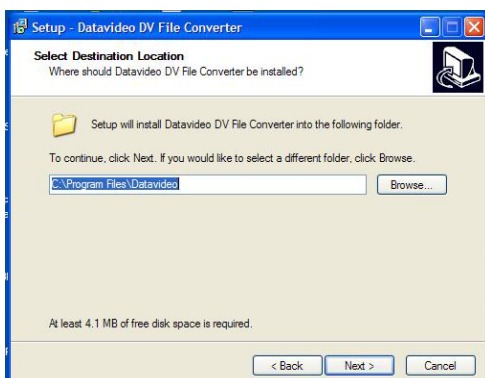 Setup - Datavideo DV File Converter
Select Destination Location
Where should Datavideo DV File Converter be installed?
Setup will install Datavideo DV File Converter into the following folder.
To continue, click Next. If you would like to select a different folder, click Browse.
C:\Program Files\Datavideo
Browse...
At least 4.1 MB of free disk space is required.
< Back
Next >
Cancel